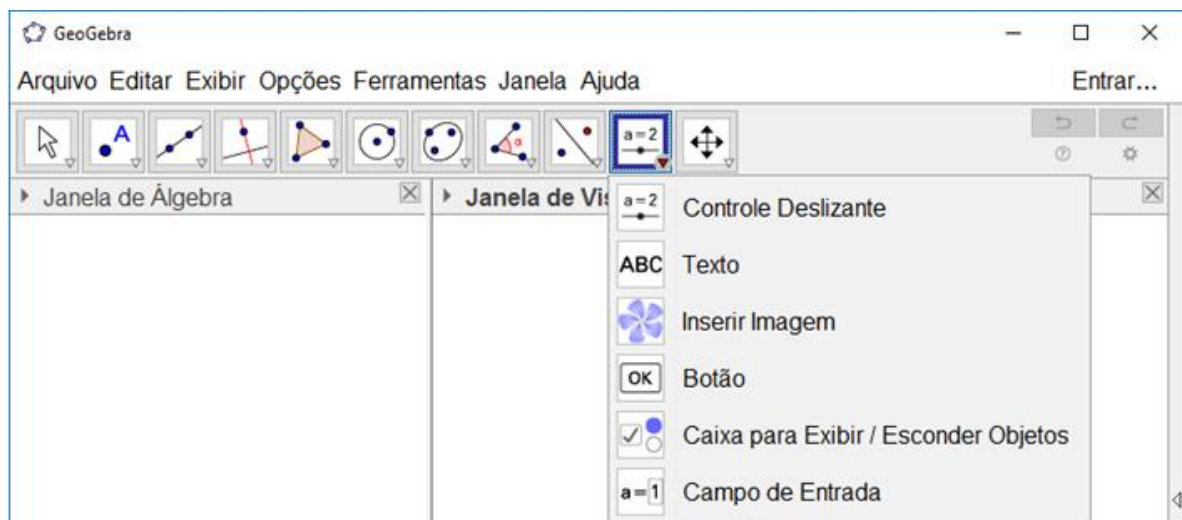 GeoGebra
Arquivo Editar Exibir Opções Ferramentas Janela Ajuda Entrar...
A α a=2
Janela de Álgebra Janela de Vis
a=2 Controle Deslizante
ABC Texto
Inserir Imagem
OK Botão
Caixa para Exibir / Esconder Objetos
a=1 Campo de Entrada